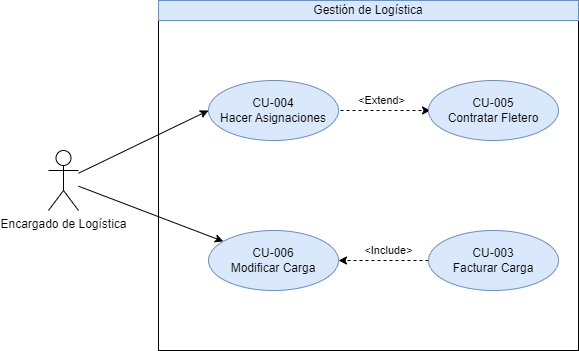 Gestión de Logística
CU-004
Hacer Asignaciones
<Extend>
CU-005
Contratar Fletero
Encargado de Logística
CU-006
Modificar Carga
<Include>
CU-003
Facturar Carga